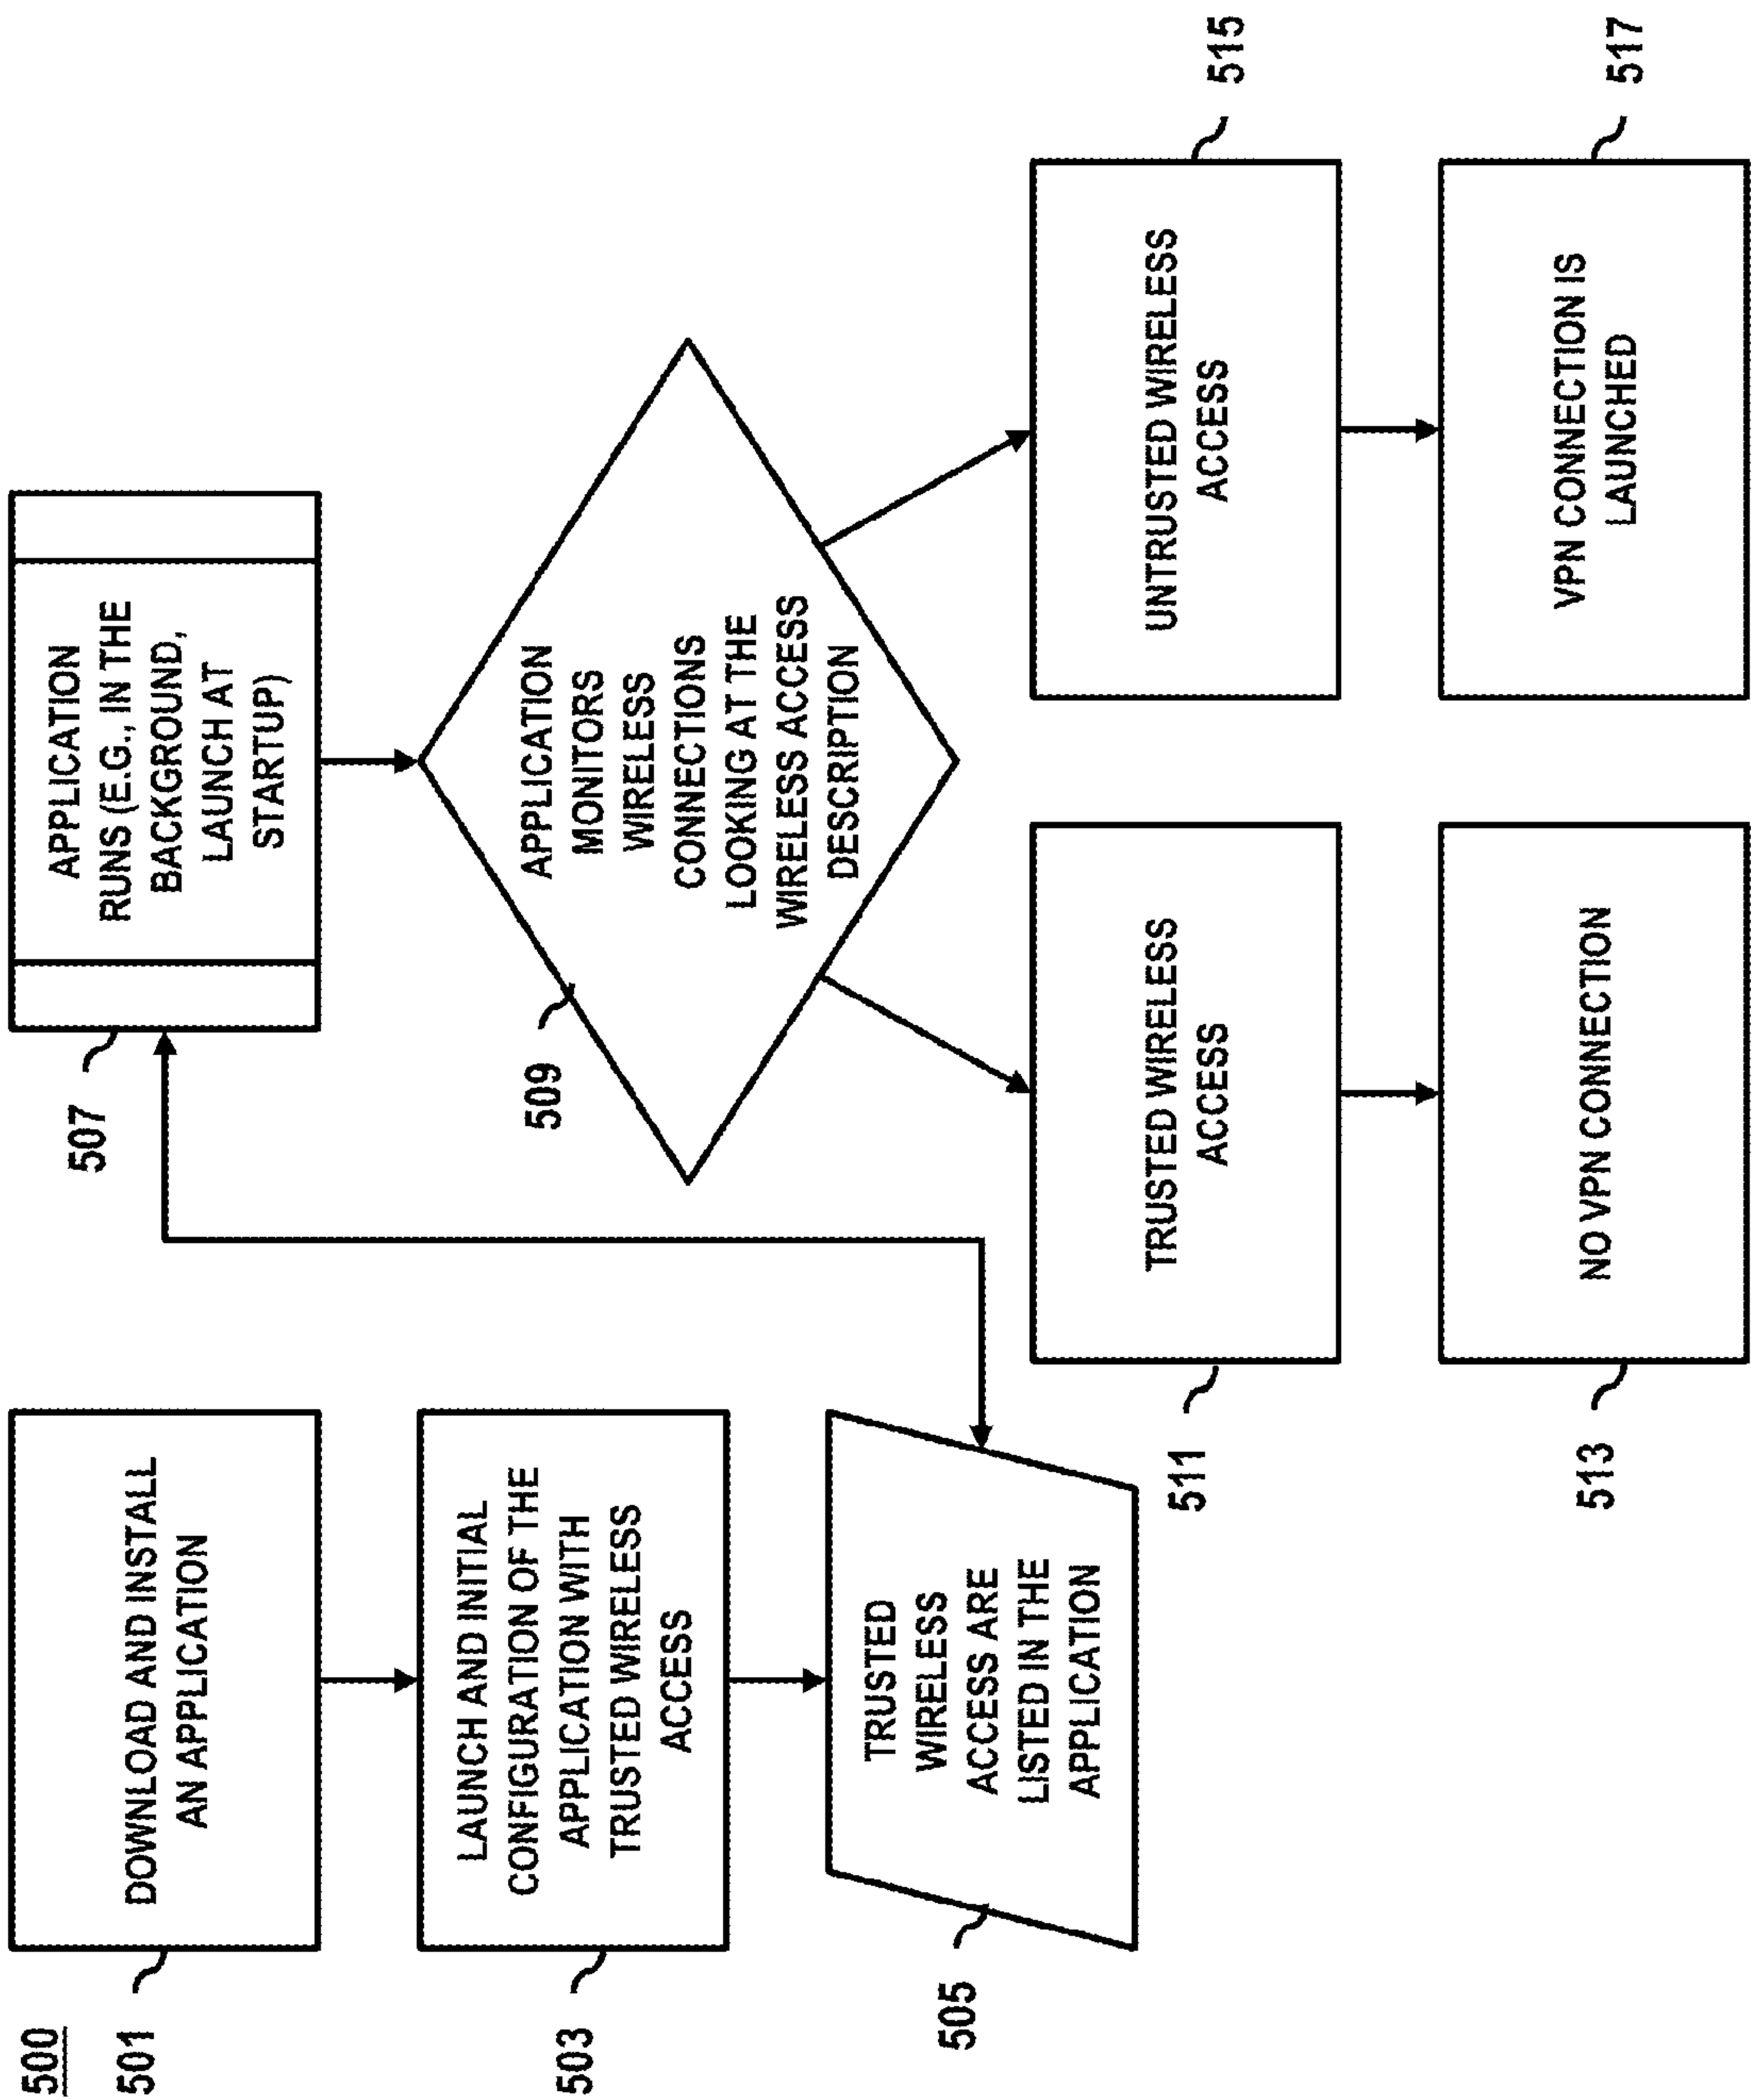 500
501
DOWNLOAD AND INSTALL
AN APPLICATION
503
LAUNCH AND INITIAL
CONFIGURATION OF THE
APPLICATION WITH
TRUSTED WIRELESS
ACCESS
505
TRUSTED
WIRELESS
ACCESS ARE
LISTED IN THE
APPLICATION
507
APPLICATION
RUNS (E.G., IN THE
BACKGROUND,
LAUNCH AT
STARTUP)
509
APPLICATION
MONITORS
WIRELESS
CONNECTIONS
LOOKING AT THE
WIRELESS ACCESS
DESCRIPTION
511
TRUSTED WIRELESS
ACCESS
513
NO VPN CONNECTION
515
UNTRUSTED WIRELESS
ACCESS
517
VPN CONNECTION IS
LAUNCHED